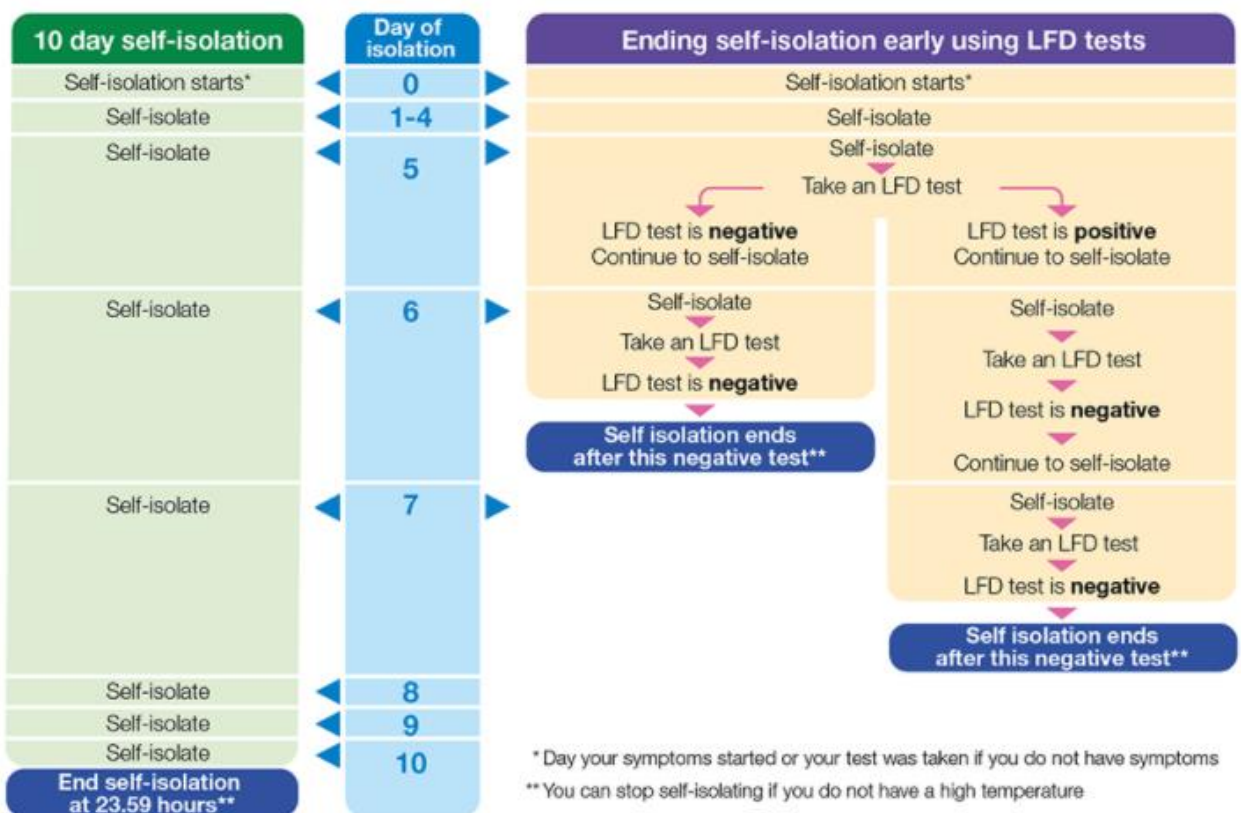 10 day self-isolation
Day of
isolation
Ending self-isolation early using LFD tests
Self-isolation starts*
0
Self-isolation starts*
Self-isolate
1-4
Self-isolate
Self-isolate
5
Self-isolate
Take an LFD test
LFD test is negative
Continue to self-isolate
LFD test is positive
Continue to self-isolate
Self-isolate
6
Self-isolate
Take an LFD test
LFD test is negative
Self isolation ends
after this negative test**
Self-isolate
Take an LFD test
LFD test is negative
Continue to self-isolate
Self-isolate
7
Self-isolate
Take an LFD test
LFD test is negative
Self isolation ends
after this negative test**
Self-isolate
8
Self-isolate
9
Self-isolate
10
End self-isolation
at 23.59 hours**
* Day your symptoms started or your test was taken if you do not have symptoms
** You can stop self-isolating if you do not have a high temperature